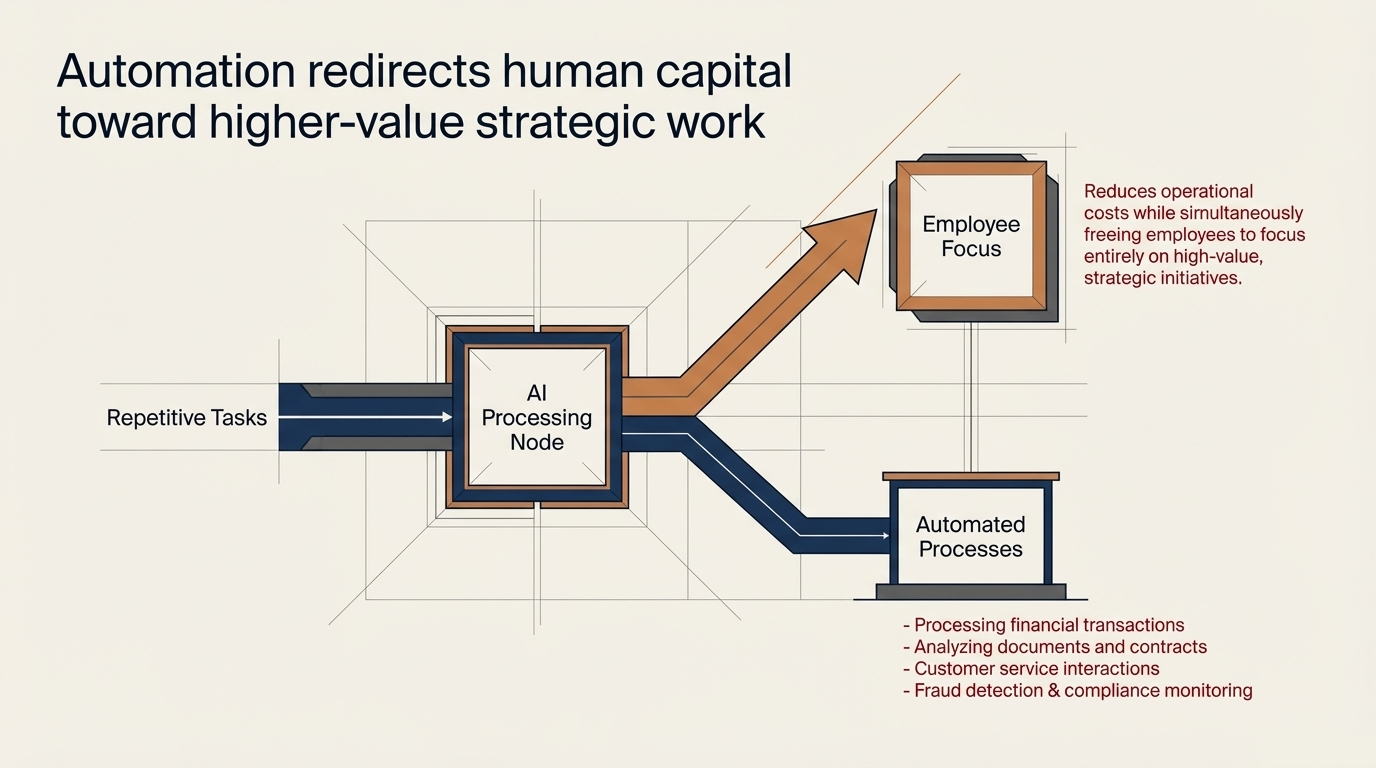 Automation redirects human capital
toward higher-value strategic work
Repetitive Tasks
AI
Processing
Node
Employee
Focus
Reduces operational
costs while simultaneously
freeing employees to focus
entirely on high-value,
strategic initiatives.
Automated
Processes
- Processing financial transactions
- Analyzing documents and contracts
- Customer service interactions
- Fraud detection & compliance monitoring